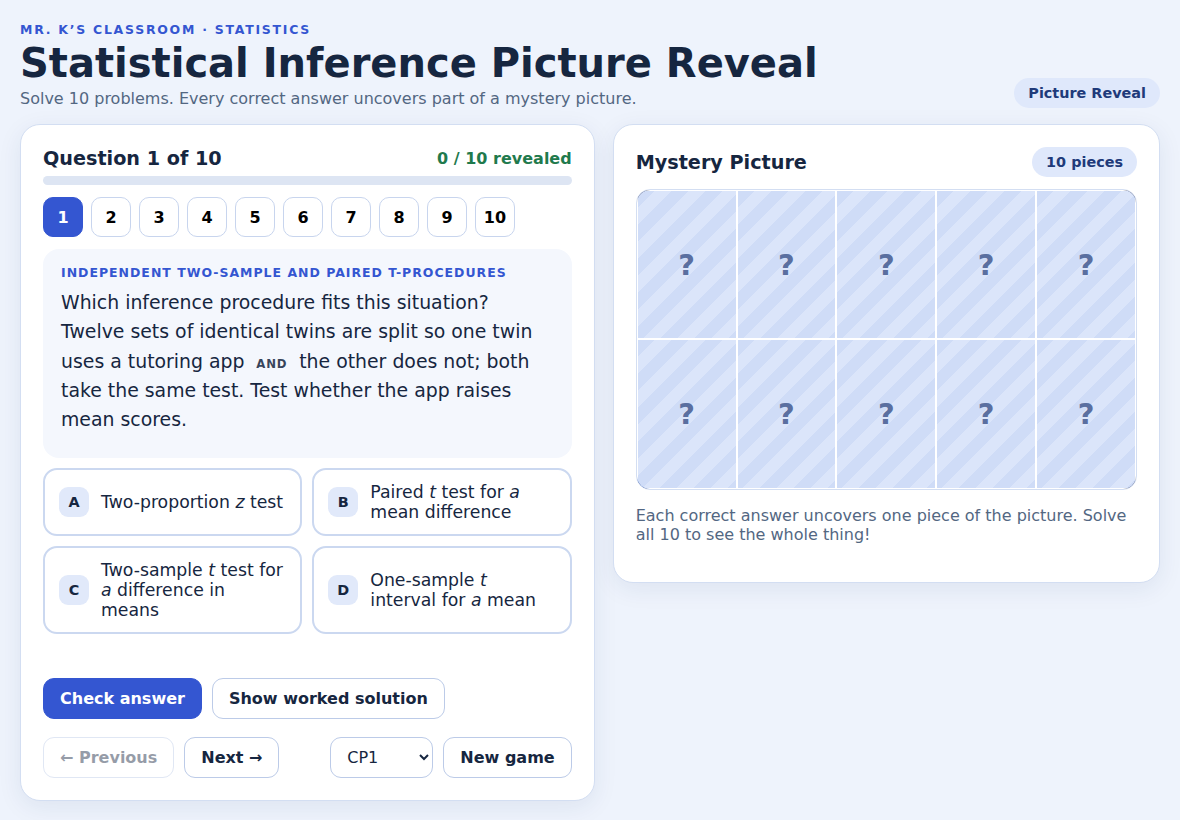 MR. K'S CLASSROOM · STATISTICS
Statistical Inference Picture Reveal
Solve 10 problems. Every correct answer uncovers part of a mystery picture.
Picture Reveal
Question 1 of 10
0 / 10 revealed
1 2 3 4 5 6 7 8 9 10
INDEPENDENT TWO-SAMPLE AND PAIRED T-PROCEDURES
Which inference procedure fits this situation?
Twelve sets of identical twins are split so one twin
uses a tutoring app AND the other does not; both
take the same test. Test whether the app raises
mean scores.
A Two-proportion z test
B Paired t test for a
mean difference
C Two-sample t test for
a difference in
means
D One-sample t
interval for a mean
Check answer
Show worked solution
← Previous
Next →
CP1
New game
Mystery Picture
10 pieces
? ? ? ? ?
? ? ? ? ?
Each correct answer uncovers one piece of the picture. Solve
all 10 to see the whole thing!